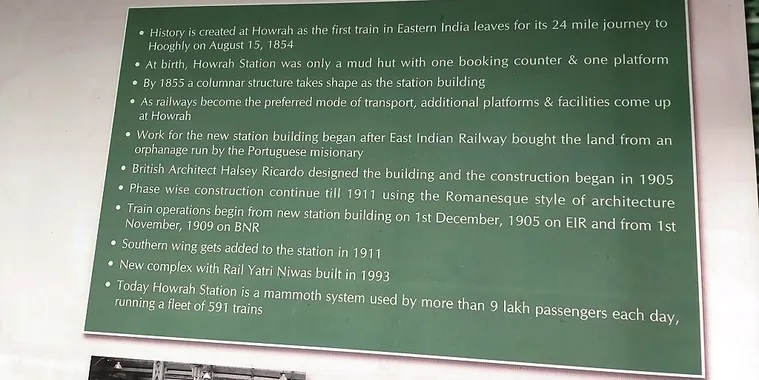 • History is created at Howrah as the first train in Eastern India leaves for its 24 mile journey to
Hooghly on August 15, 1854
• At birth, Howrah Station was only a mud hut with one booking counter & one platform
• By 1855 a columnar structure takes shape as the station building
• As railways become the preferred mode of transport, additional platforms & facilities come up
at Howrah
• Work for the new station building began after East Indian Railway bought the land from an
orphanage run by the Portuguese misionary
• British Architect Halsey Ricardo designed the building and the construction began in 1905
• Phase wise construction continue till 1911 using the Romanesque style of architecture
• Train operations begin from new station building on 1st December, 1905 on EIR and from 1st
November, 1909 on BNR
• Southern wing gets added to the station in 1911
• New complex with Rail Yatri Niwas built in 1993
• Today Howrah Station is a mammoth system used by more than 9 lakh passengers each day,
running a fleet of 591 trains